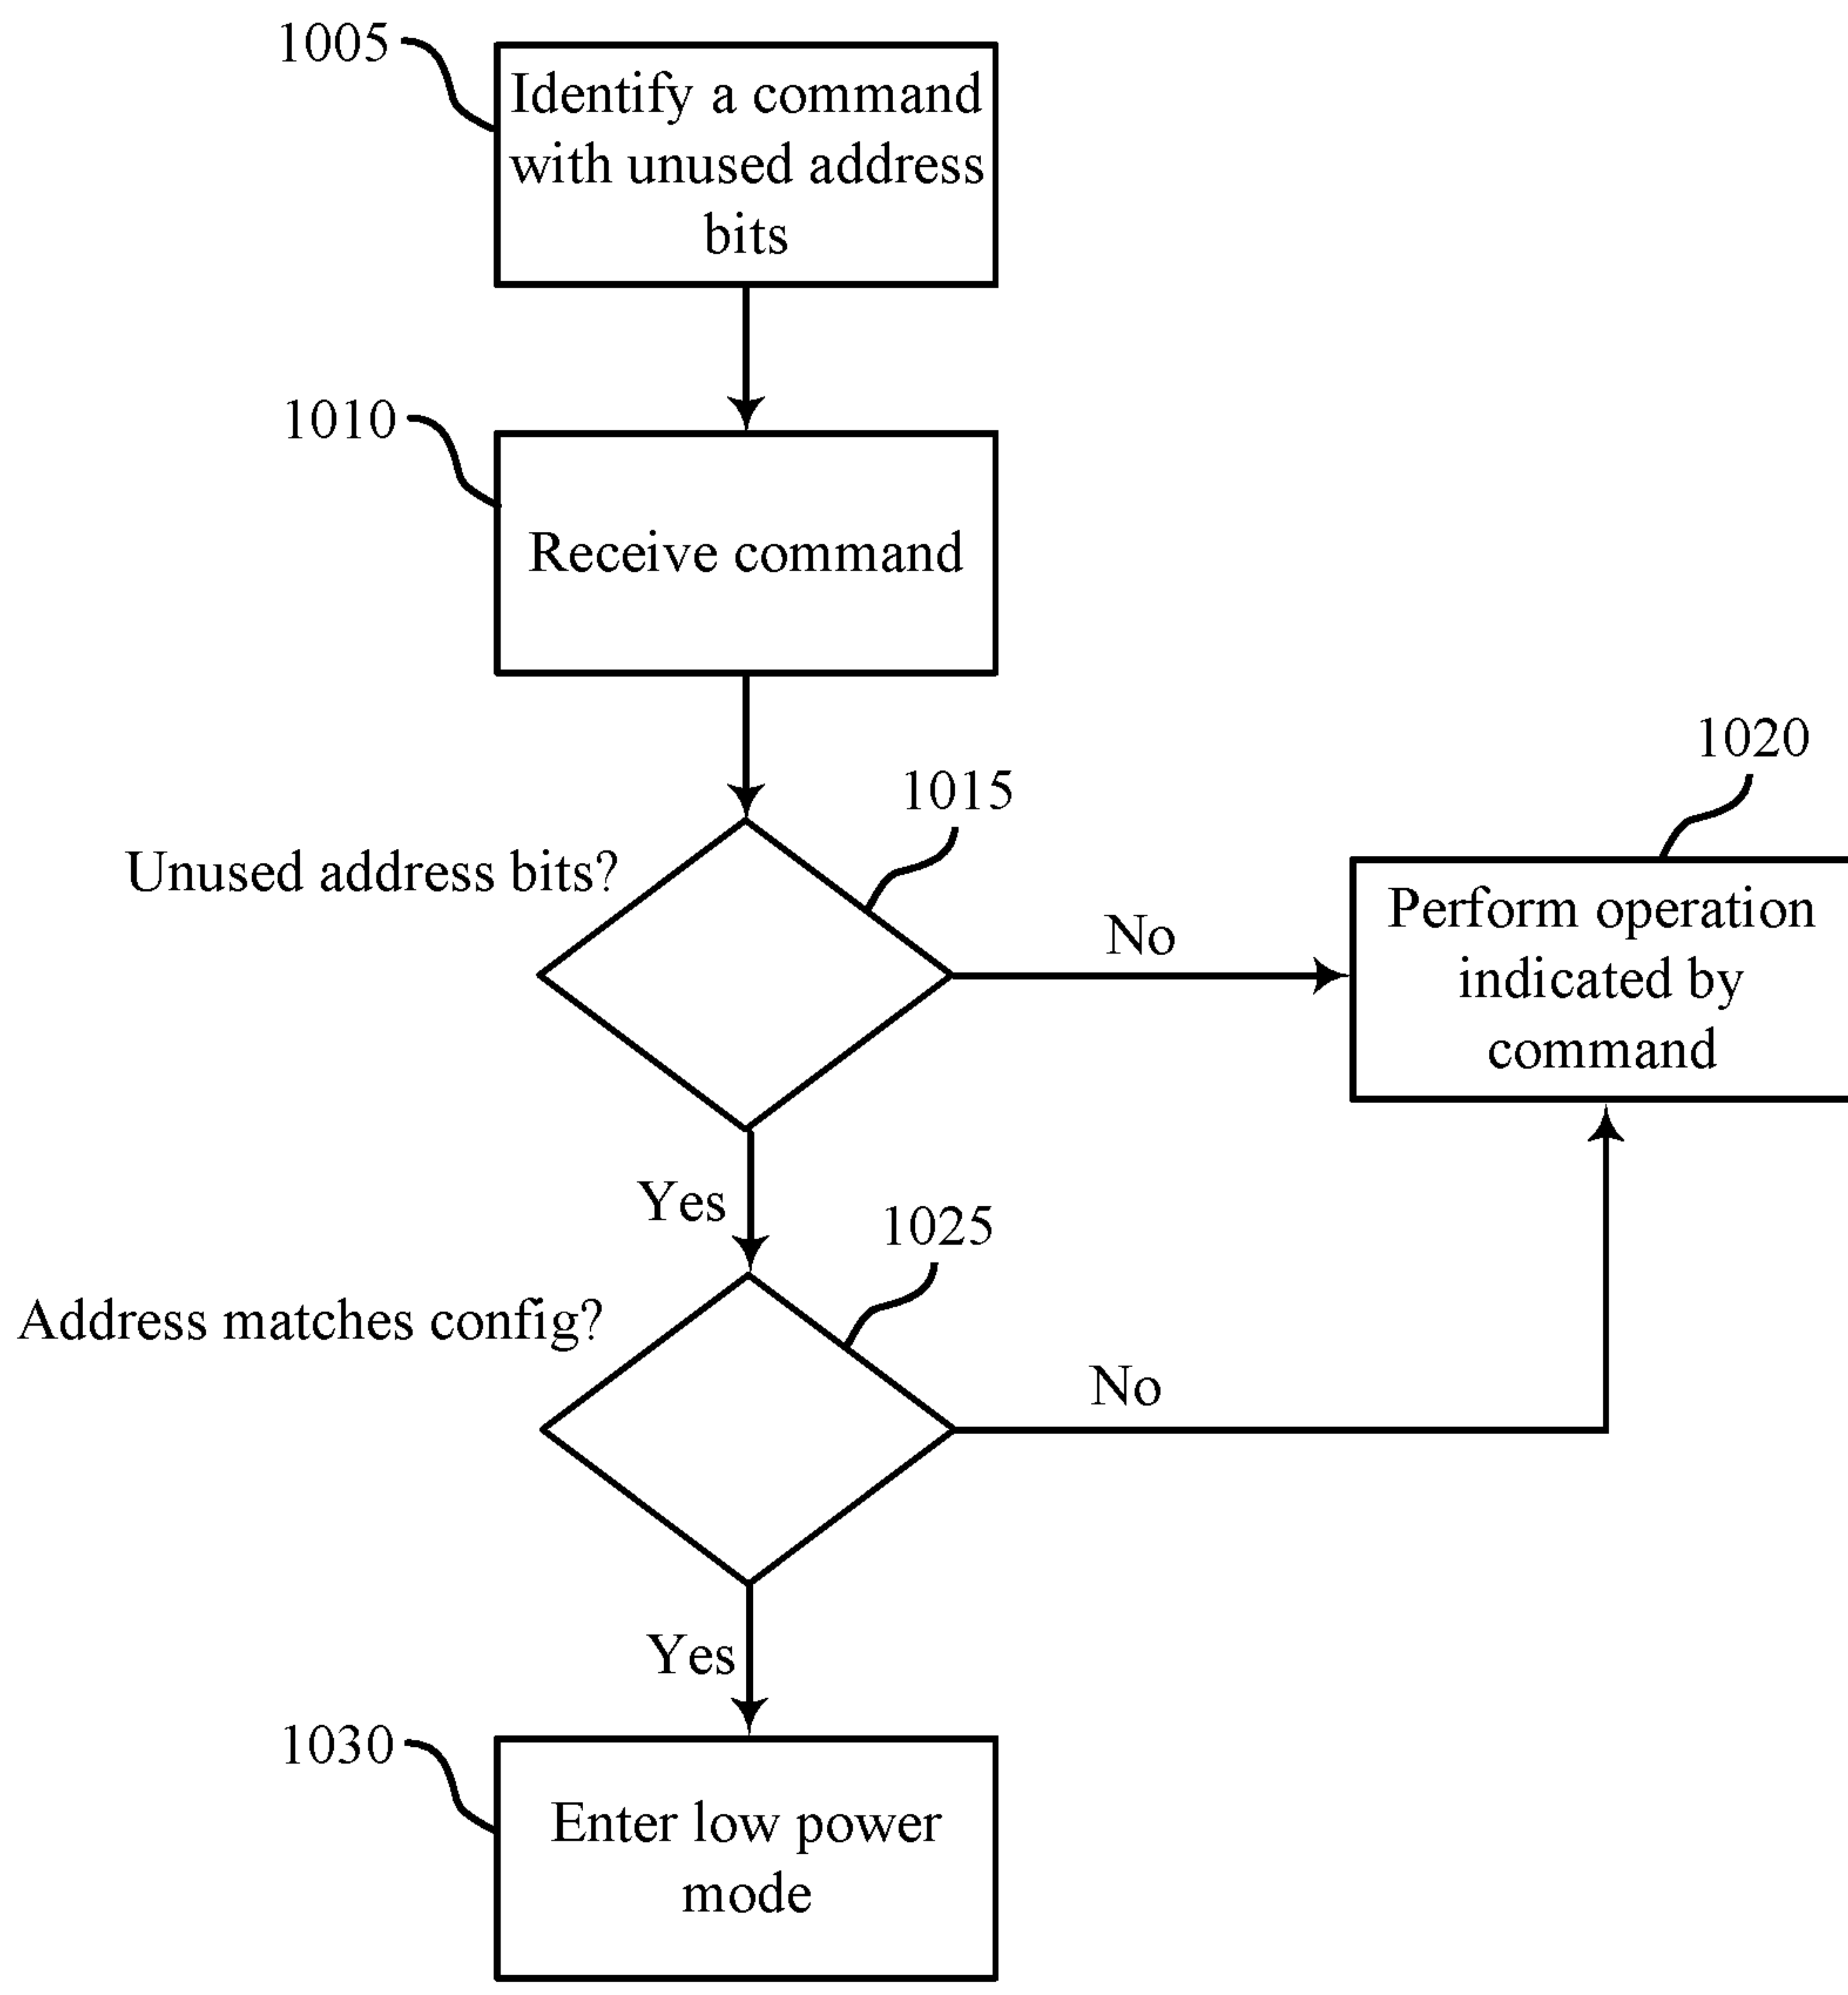 1005
Identify a command
with unused address
bits
1010
Receive command
1015
Unused address bits?
No
1020
Perform operation
indicated by
command
Yes
1025
Address matches config?
No
Yes
1030
Enter low power
mode